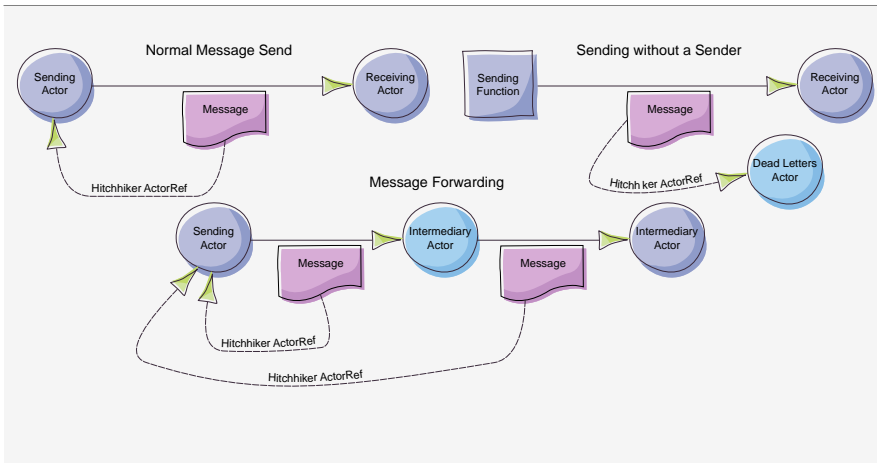 Normal Message Send
Sending
Actor
Receiving
Actor
Message
Hitchhiker ActorRef
Sending without a Sender
Sending
Function
Receiving
Actor
Message
Dead Letters
Actor
Hitchh ker ActorRef
Message Forwarding
Sending
Actor
Intermediary
Actor
Intermediary
Actor
Message
Message
Hitchhiker ActorRef
Hitchhiker ActorRef